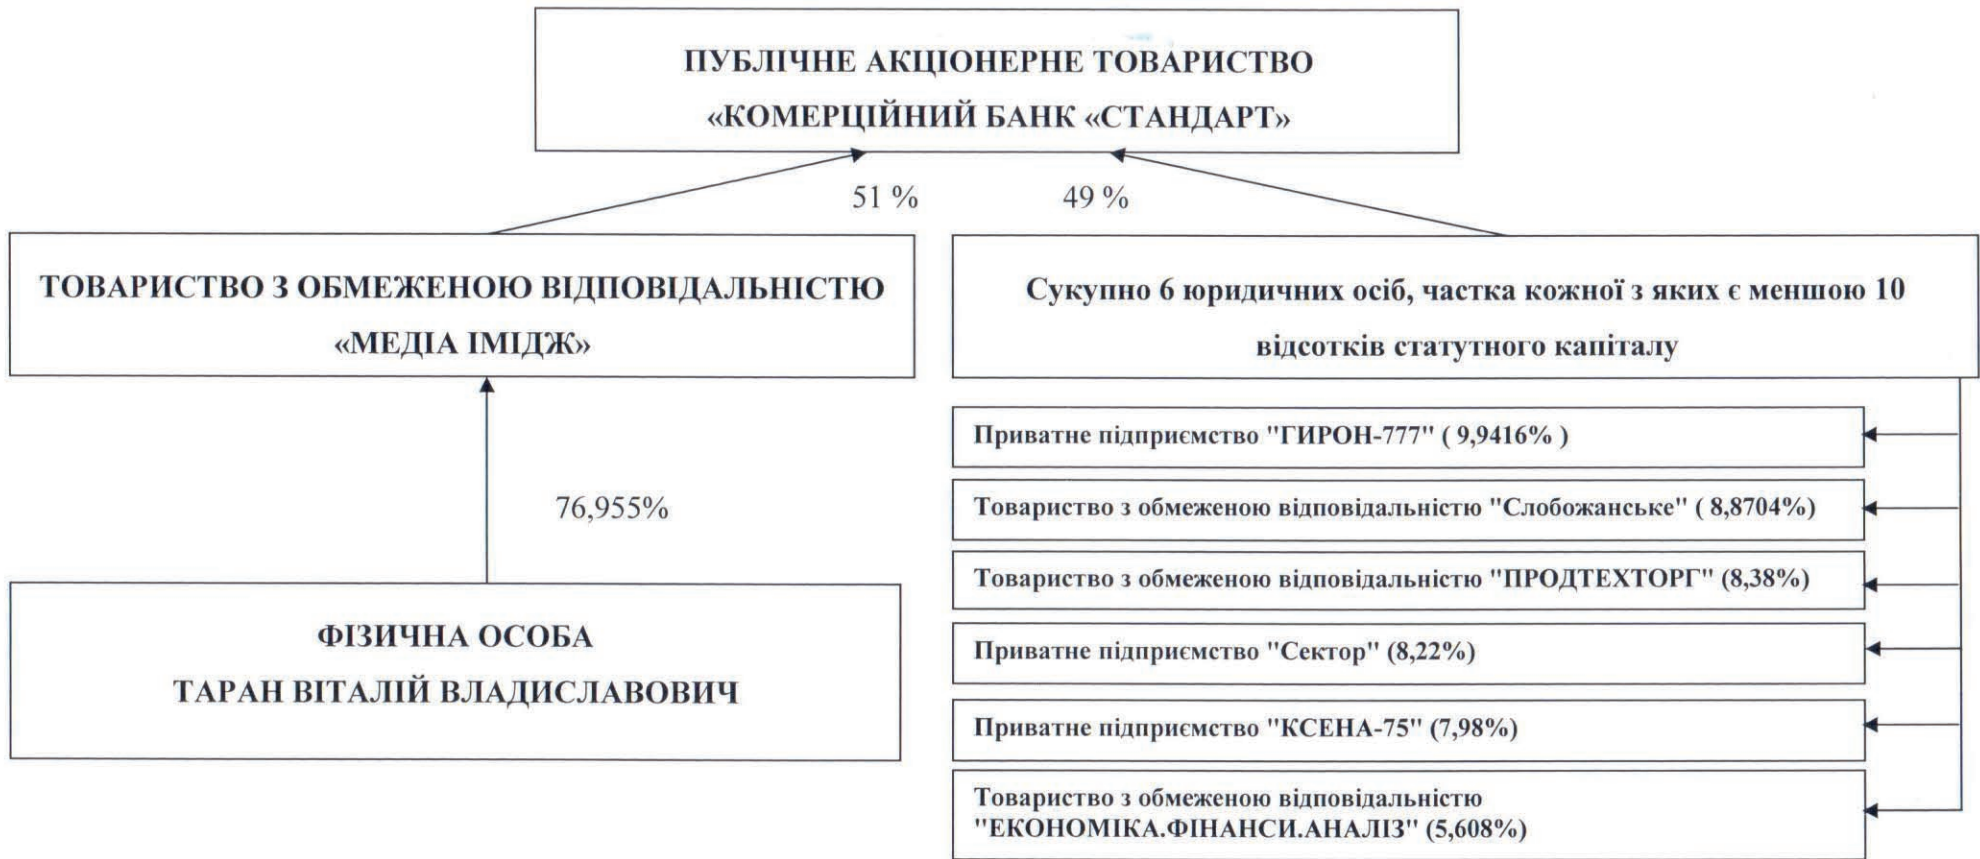 ПУБЛІЧНЕ АКЦІОНЕРНЕ ТОВАРИСТВО
«КОМЕРЦІЙНИЙ БАНК «СТАНДАРТ»
51 %
49 %
ТОВАРИСТВО З ОБМЕЖЕНОЮ ВІДПОВІДАЛЬНІСТЮ
«МЕДІА ІМІДЖ»
Сукупно 6 юридичних осіб, частка кожної з яких є меншою 10
відсотків статутного капіталу
76,955%
ФІЗИЧНА ОСОБА
ТАРАН ВІТАЛІЙ ВЛАДИСЛАВОВИЧ
Приватне підприємство "ГИРОН-777" ( 9,9416% )
Товариство з обмеженою відповідальністю "Слобожанське" ( 8,8704%)
Товариство з обмеженою відповідальністю "ПРОДТЕХТОРГ" (8,38%)
Приватне підприємство "Сектор" (8,22%)
Приватне підприємство "КСЕНА-75" (7,98%)
Товариство з обмеженою відповідальністю
"ЕКОНОМІКА.ФІНАНСИ.АНАЛІЗ" (5,608%)